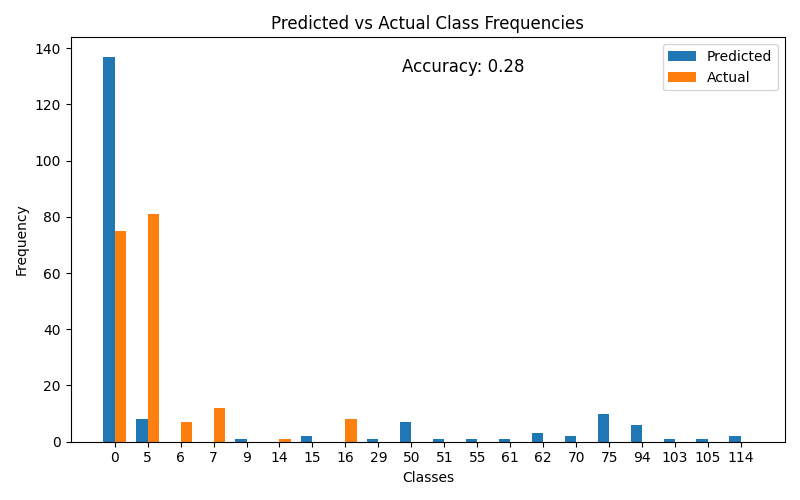 Predicted vs Actual Class Frequencies
Accuracy: 0.28
Predicted
Actual
Frequency
140
120
100
80
60
40
20
0
0 5 6 7 9 14 15 16 29 50 51 55 61 62 70 75 94 103 105 114
Classes